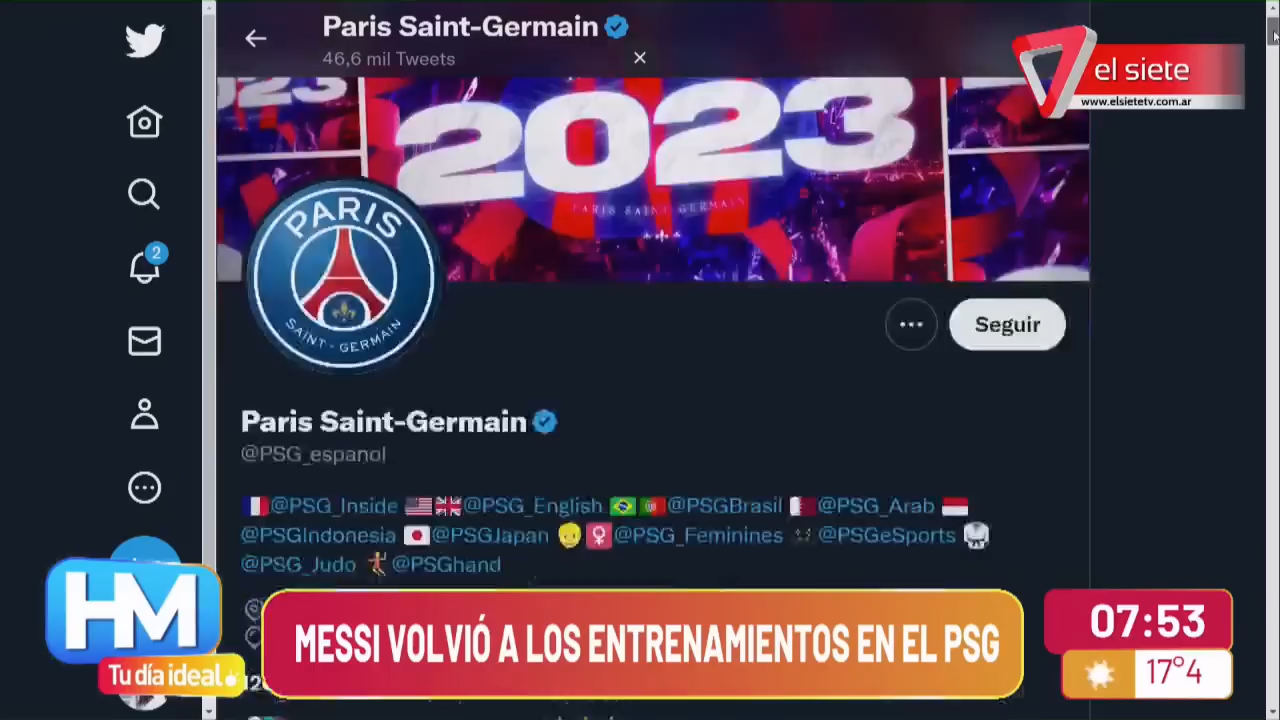 Paris Saint-Germain
46,6 mil Tweets
el siete
www.elsietetv.com.ar
2023
PARIS SAINT GERMAIN
PARIS
SAINT-GERMAIN
2
Seguir
Paris Saint-Germain
@PSG_espanol
@PSG_Inside @PSG_English @PSGBrasil @PSG_Arab
@PSGIndonesia @PSGJapan @PSG_Feminines @PSGeSports
@PSG_Judo @PSGhand
HM
Tu día ideal
MESSI VOLVIÓ A LOS ENTRENAMIENTOS EN EL PSG
07:53
17°4